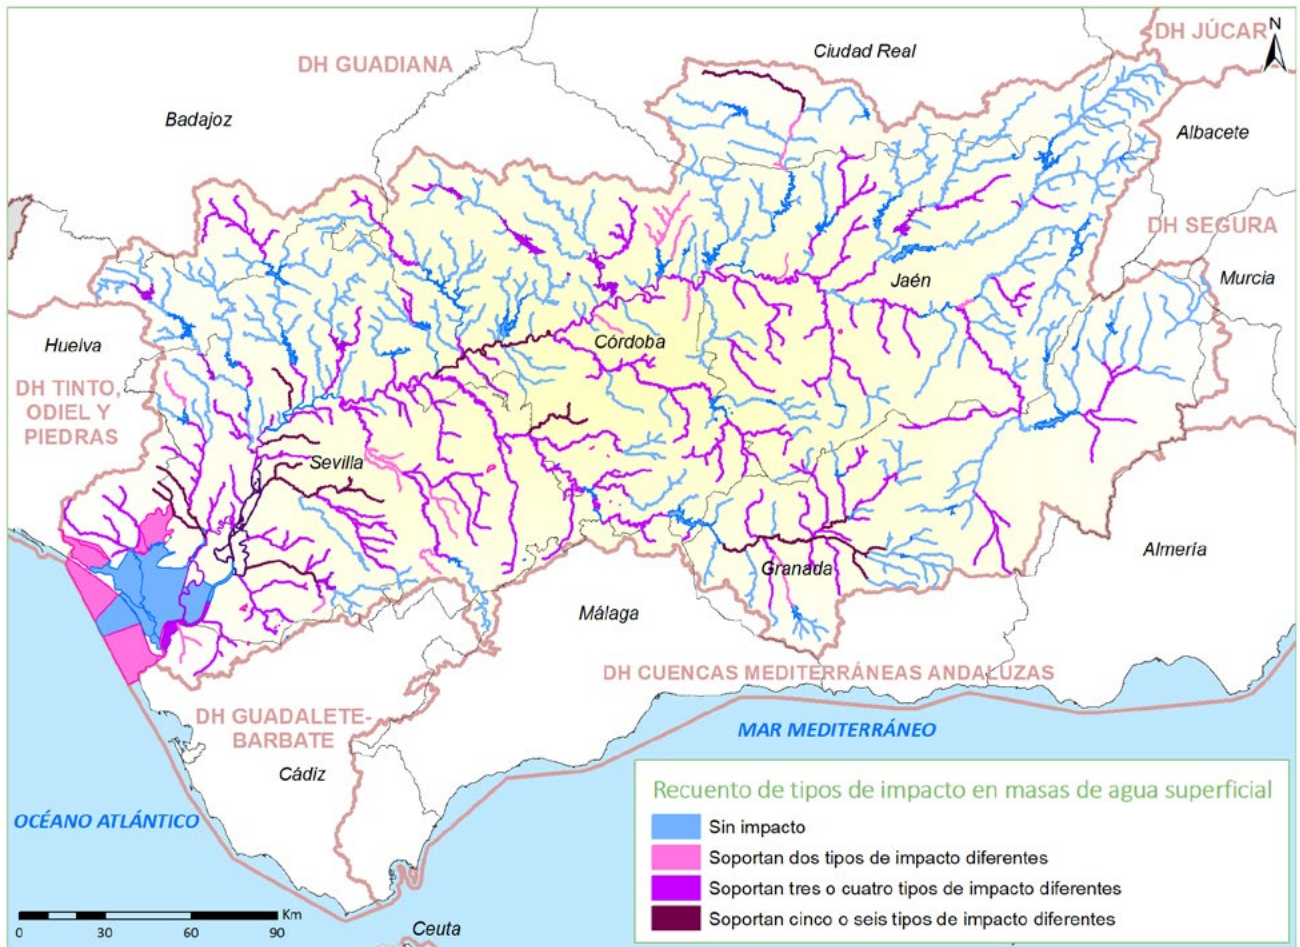 DH JÚCAR
N
Ciudad Real
DH GUADIANA
Badajoz
Albacete
DH SEGURA
Murcia
Jaén
Huelva
Córdoba
DH TINTO,
ODIEL Y
PIEDRAS
Sevilla
Almería
Granada
Málaga
DH CUENCAS MEDITERRÁNEAS ANDALUZAS
DH GUADALETE-
BARBATE
MAR MEDITERRÁNEO
Cádiz
OCÉANO ATLÁNTICO
Recuento de tipos de impacto en masas de agua superficial
Sin impacto
Soportan dos tipos de impacto diferentes
Soportan tres o cuatro tipos de impacto diferentes
Soportan cinco o seis tipos de impacto diferentes
Km
0 30 60 90
Ceuta